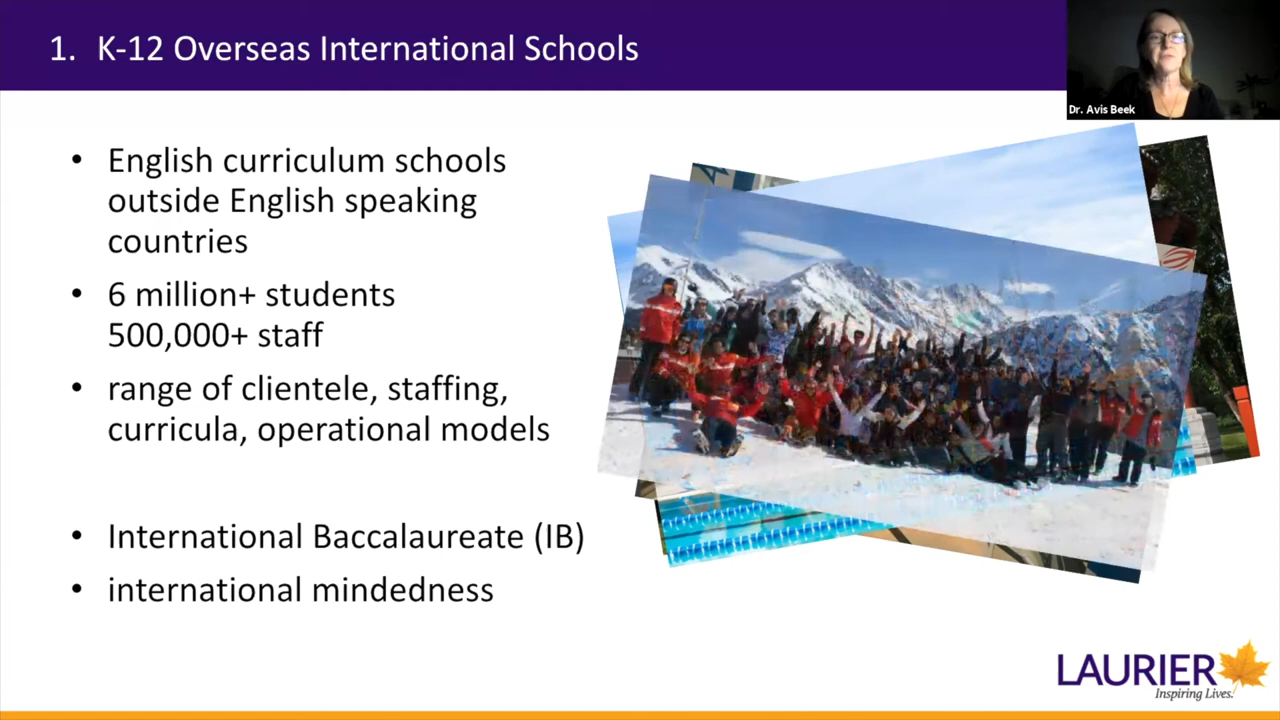 1. K-12 Overseas International Schools
Dr. Avis Beek
• English curriculum schools
outside English speaking
countries
• 6 million+ students
500,000+ staff
• range of clientele, staffing,
curricula, operational models
• International Baccalaureate (IB)
• international mindedness
LAURIER
Inspiring Lives.